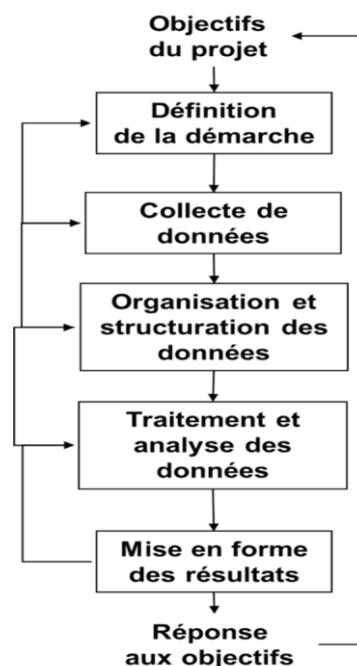 Objectifs
du projet
Définition
de la démarche
Collecte de
données
Organisation et
structuration des
données
Traitement et
analyse des
données
Mise en forme
des résultats
Réponse
aux objectifs